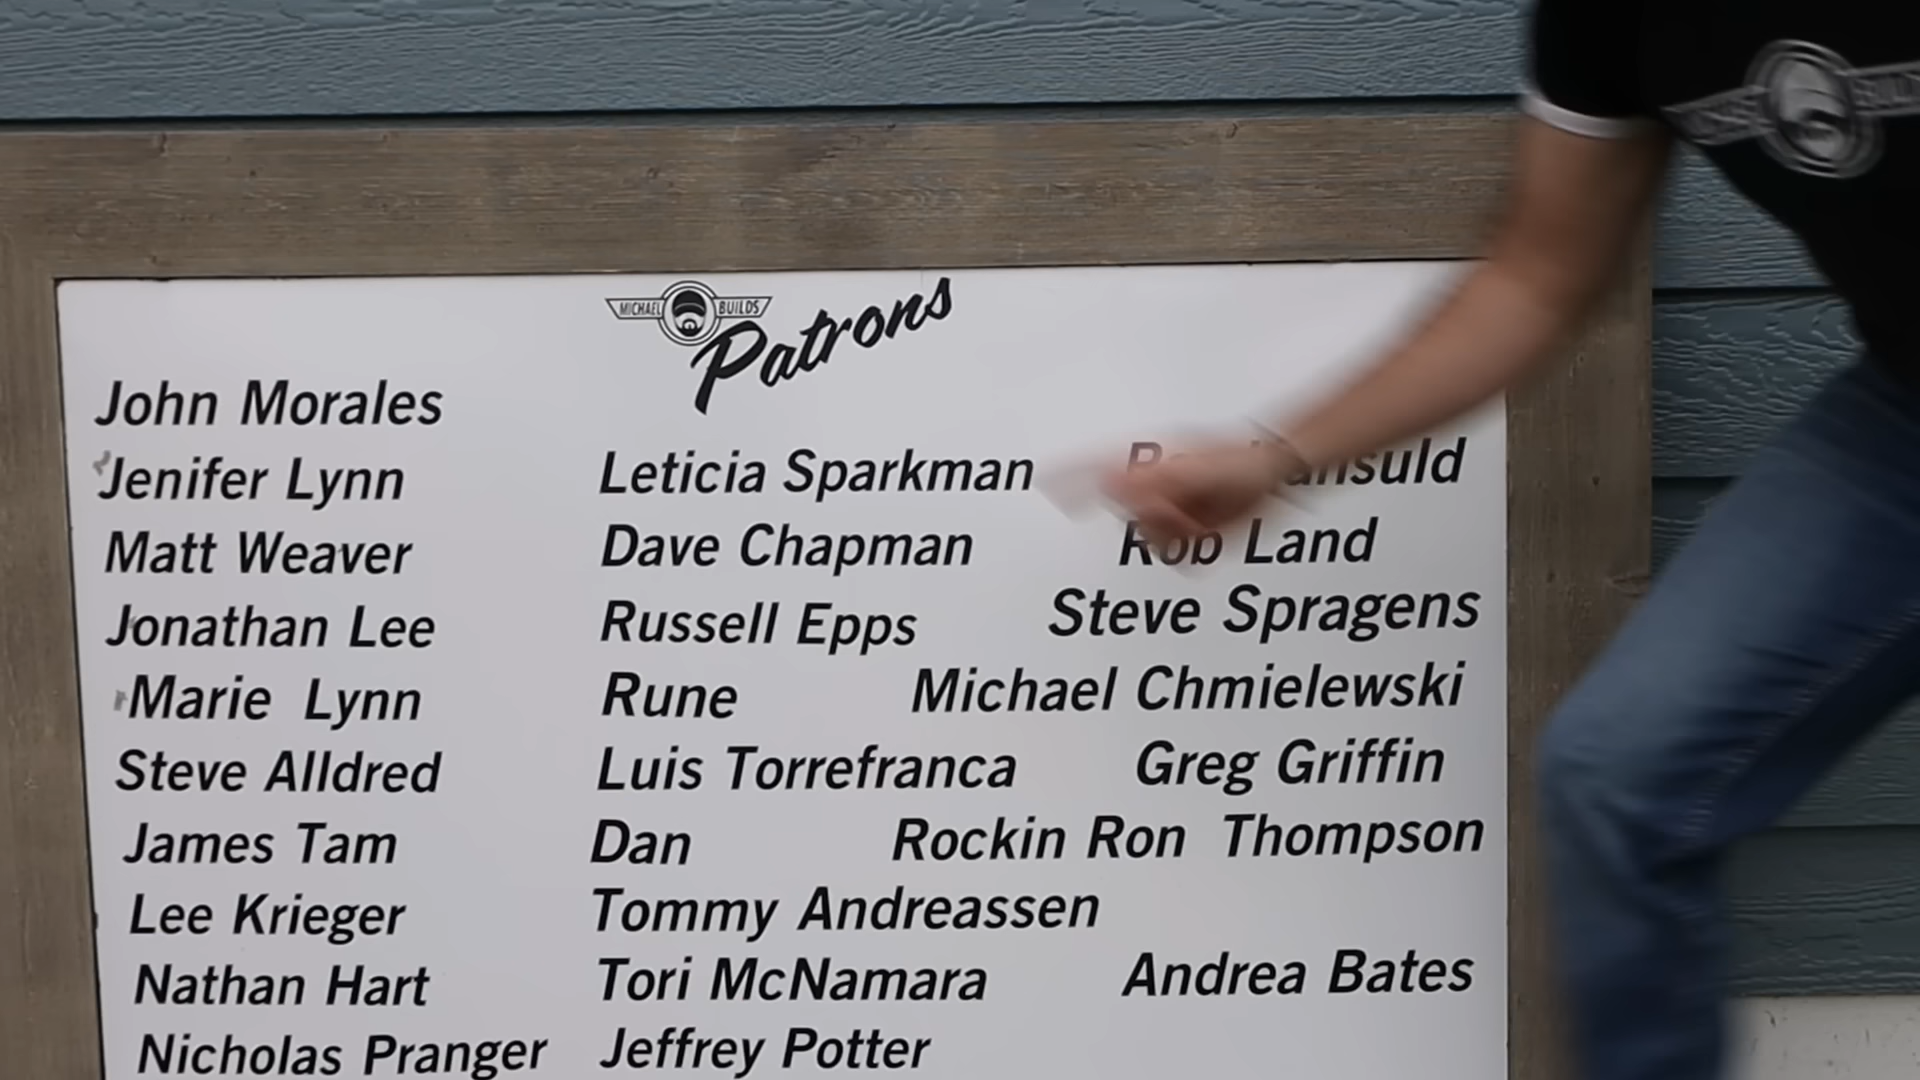 MICHAEL BUILDS
Patrons
John Morales
Jenifer Lynn
Matt Weaver
Jonathan Lee
Marie Lynn
Steve Alldred
James Tam
Lee Krieger
Nathan Hart
Nicholas Pranger
Leticia Sparkman
Dave Chapman
Russell Epps
Rune
Luis Torrefranca
Dan
Tommy Andreassen
Tori McNamara
Jeffrey Potter
Rob Land
Steve Spragens
Michael Chmielewski
Greg Griffin
Rockin Ron Thompson
Andrea Bates